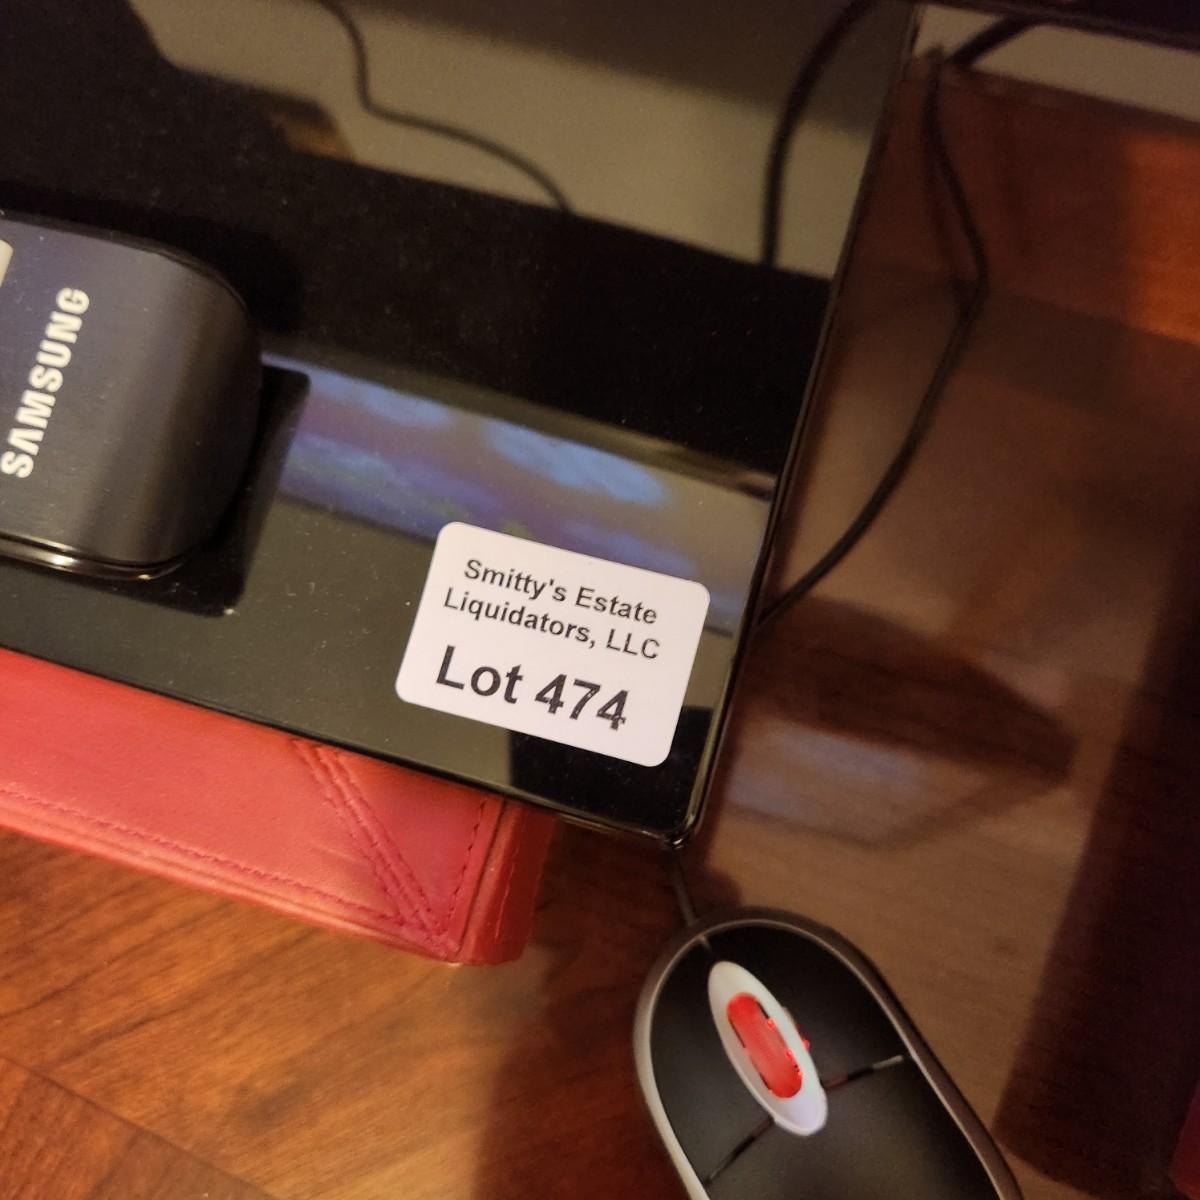 SAMSUNG
Smitty's Estate
Liquidators, LLC
Lot 474